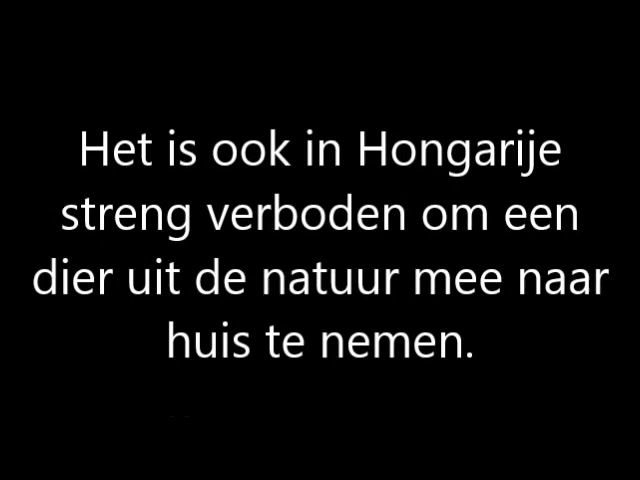 Het is ook in Hongarije
streng verboden om een
dier uit de natuur mee naar
huis te nemen.